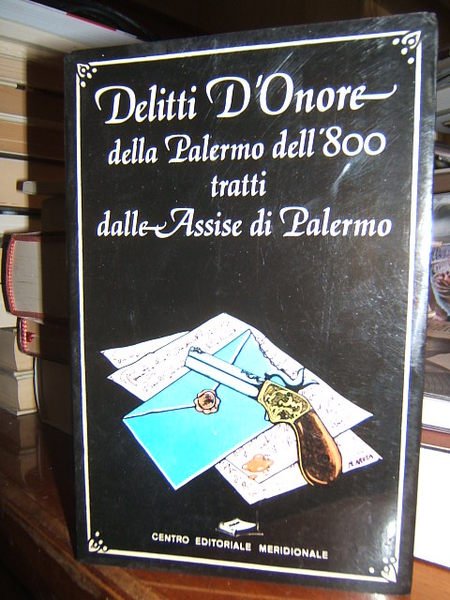 Delitti D'Onore
della Palermo dell'800
tratti
dalle Assise di Palermo
CENTRO EDITORIALE MERIDIONALE